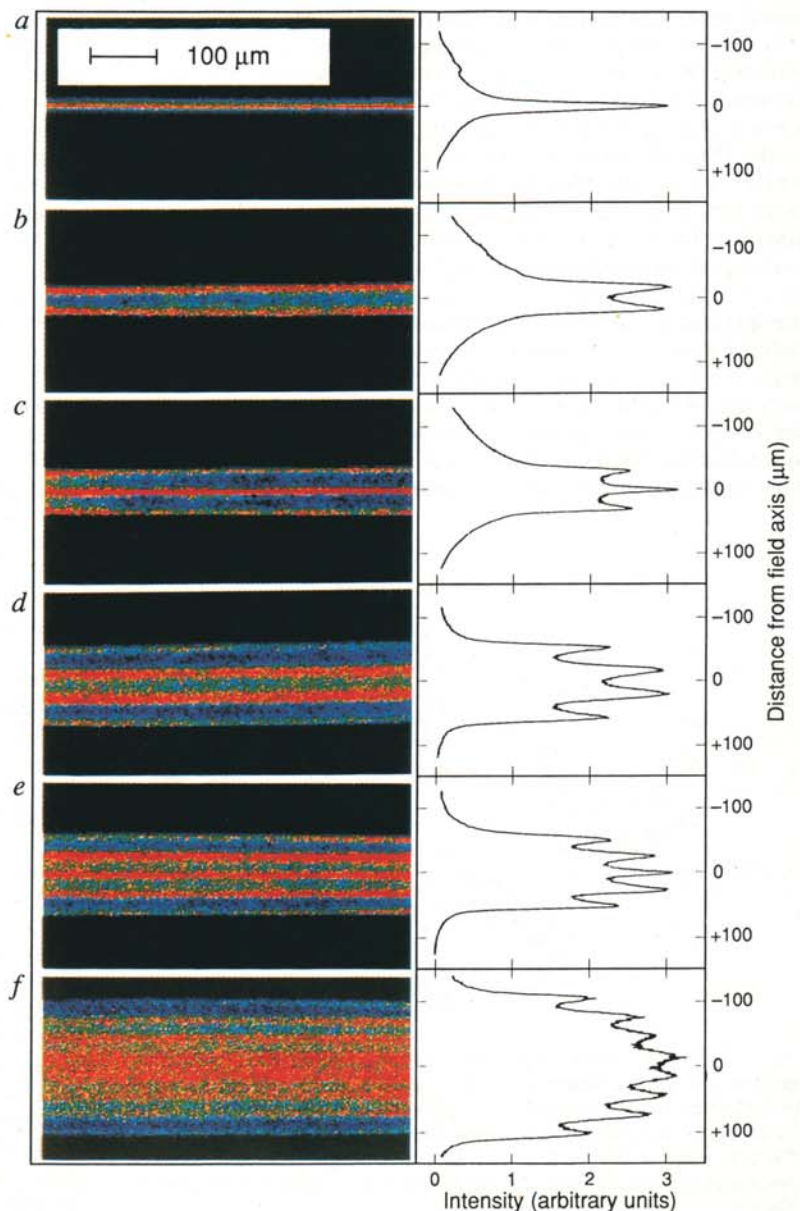 a
100 μm
b
c
d
e
f
-100
0
+100
-100
0
+100
-100
0
+100
-100
0
+100
-100
0
+100
-100
0
+100
Distance from field axis (μm)
0 1 2 3
Intensity (arbitrary units)